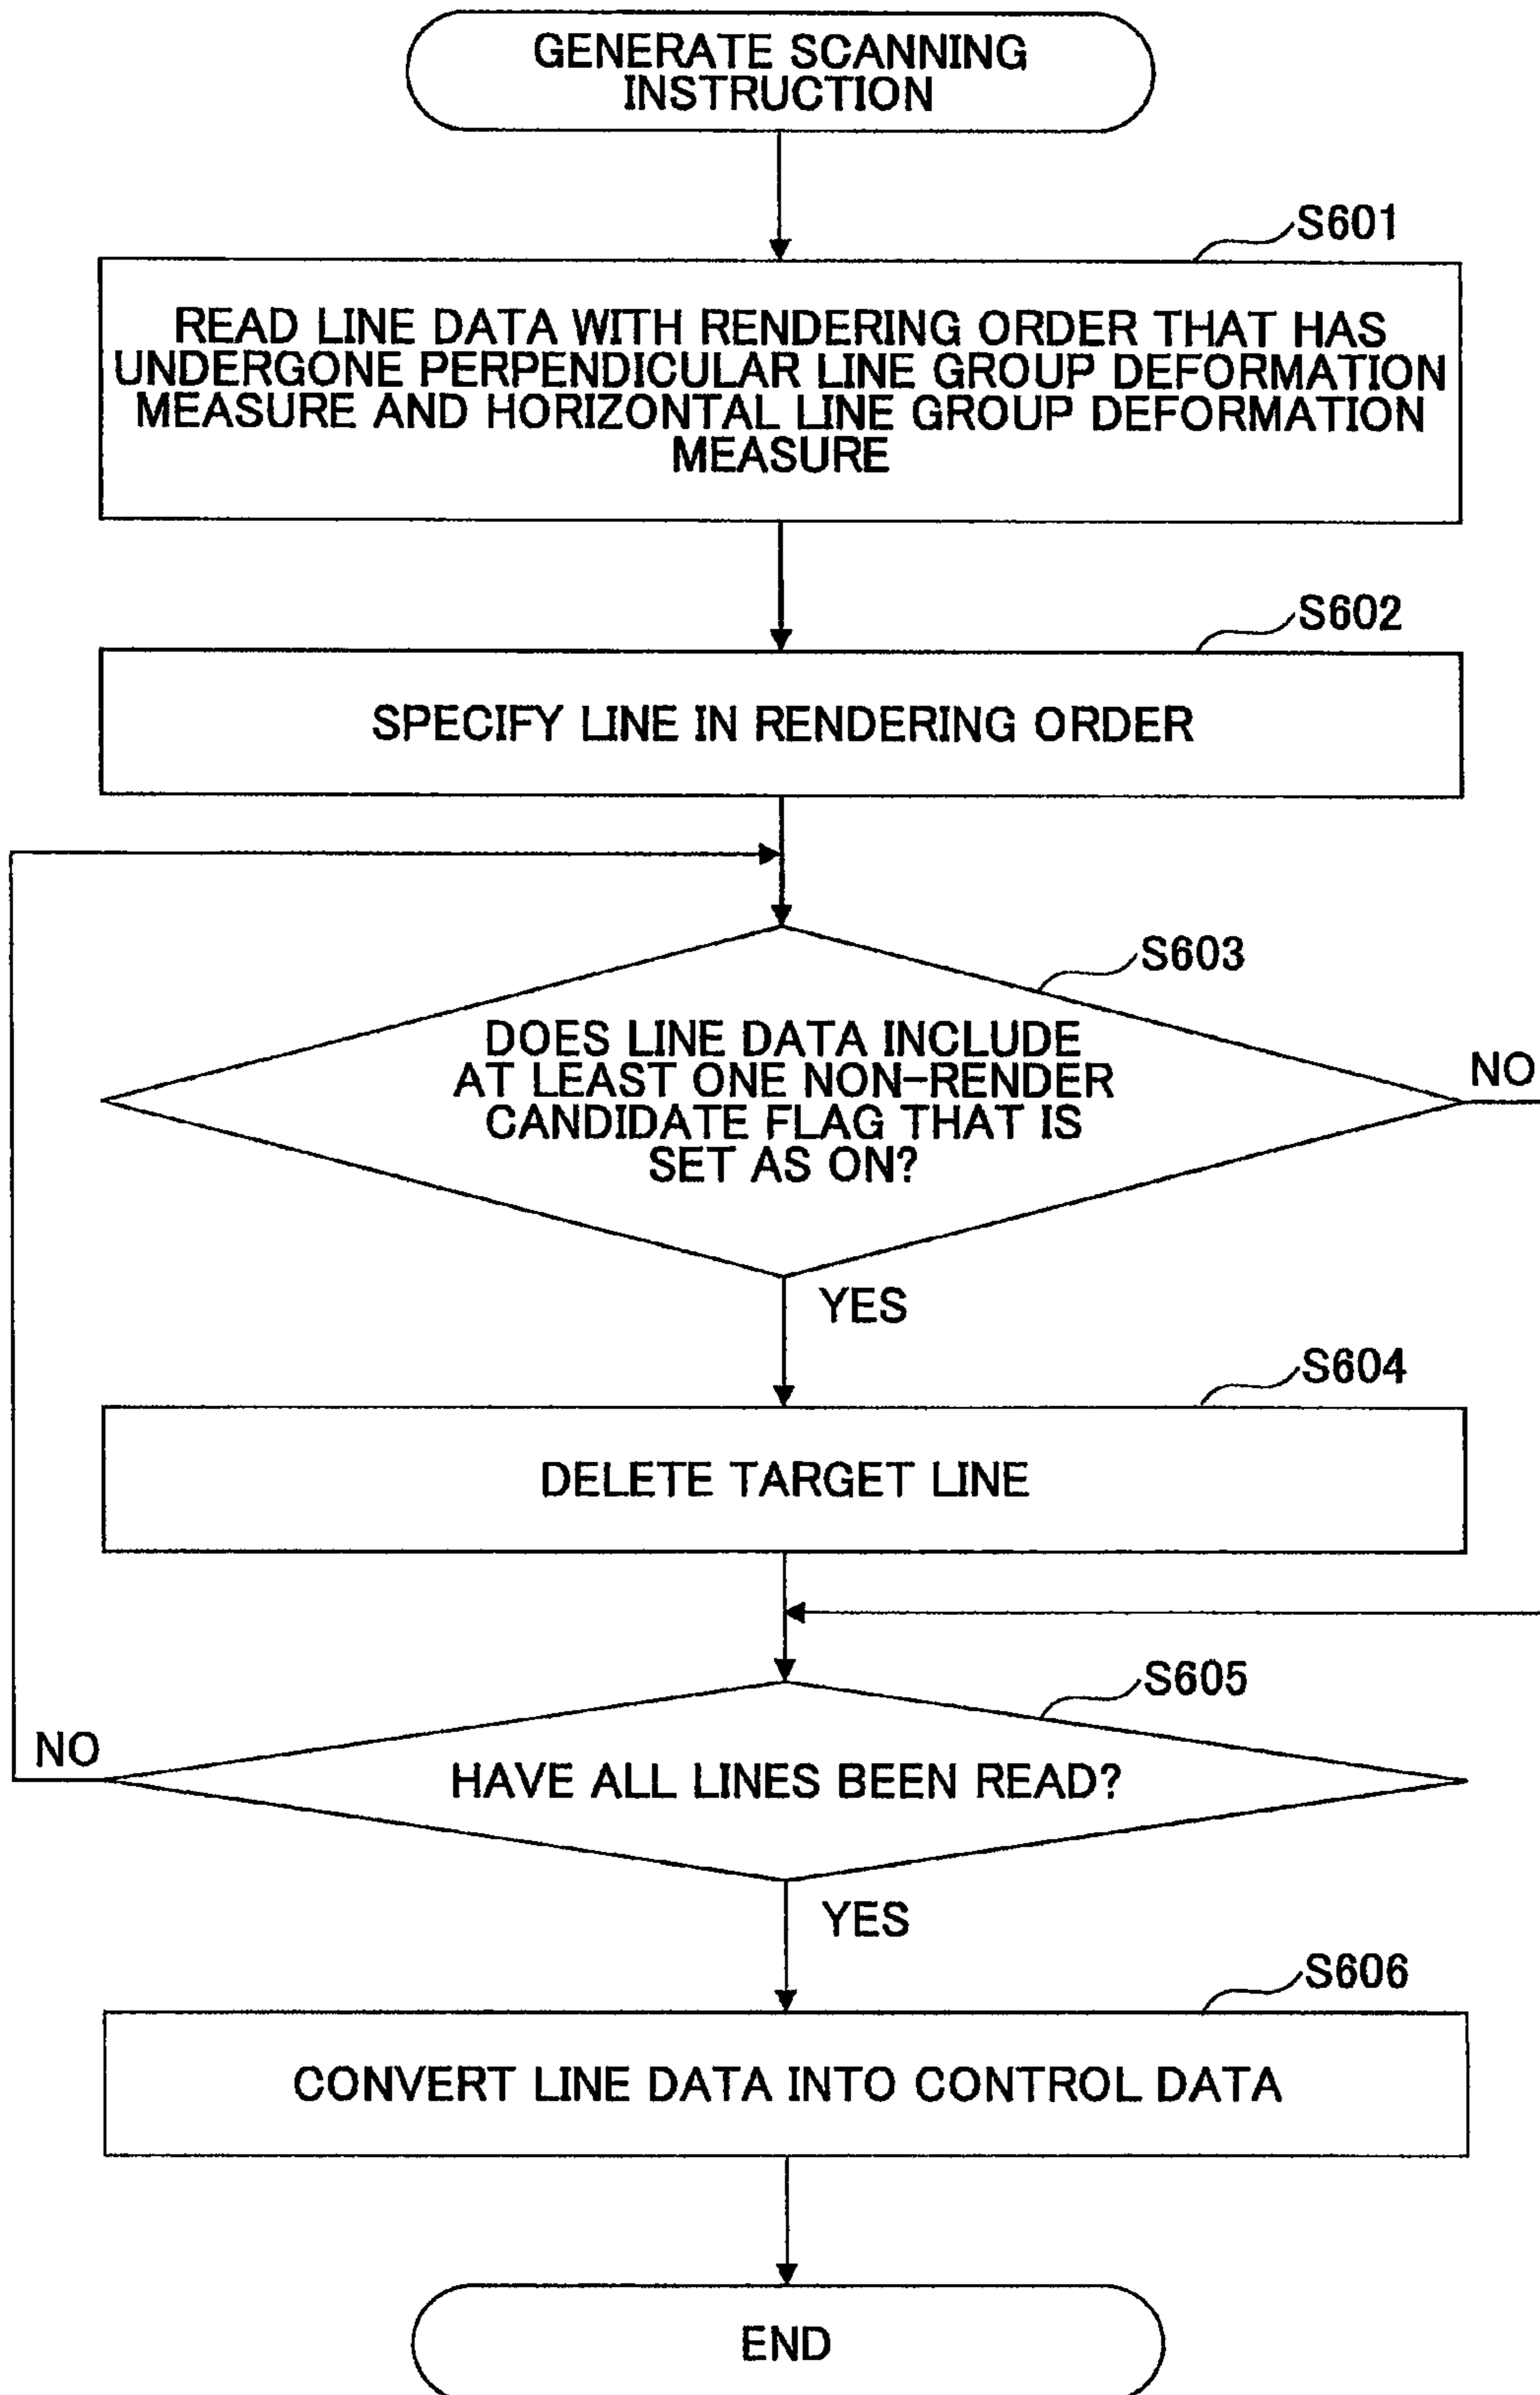 GENERATE SCANNING
INSTRUCTION
S601
READ LINE DATA WITH RENDERING ORDER THAT HAS
UNDERGONE PERPENDICULAR LINE GROUP DEFORMATION
MEASURE AND HORIZONTAL LINE GROUP DEFORMATION
MEASURE
S602
SPECIFY LINE IN RENDERING ORDER
S603
DOES LINE DATA INCLUDE
AT LEAST ONE NON-RENDER
CANDIDATE FLAG THAT IS
SET AS ON?
NO
YES
S604
DELETE TARGET LINE
S605
NO
HAVE ALL LINES BEEN READ?
YES
S606
CONVERT LINE DATA INTO CONTROL DATA
END